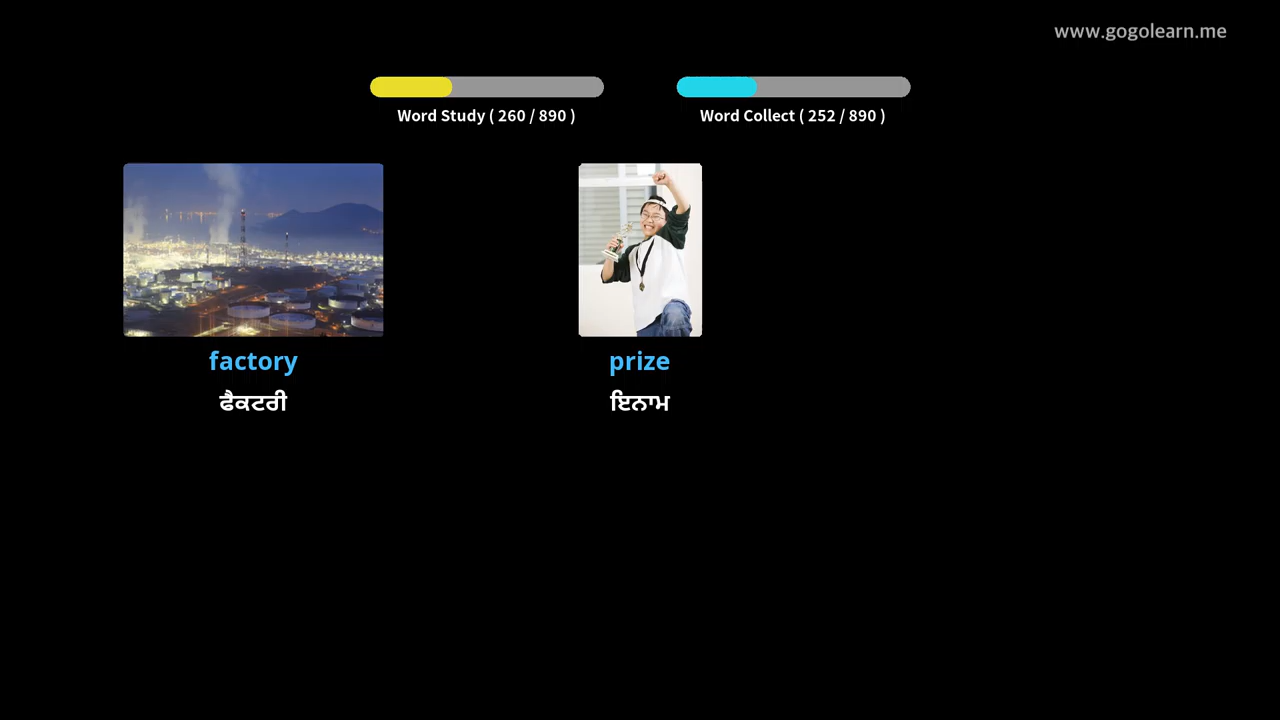 www.gogolearn.me
Word Study ( 260 / 890 )
Word Collect ( 252 / 890 )
factory
prize
ਫੈਕਟਰੀ
ਇਨਾਮ